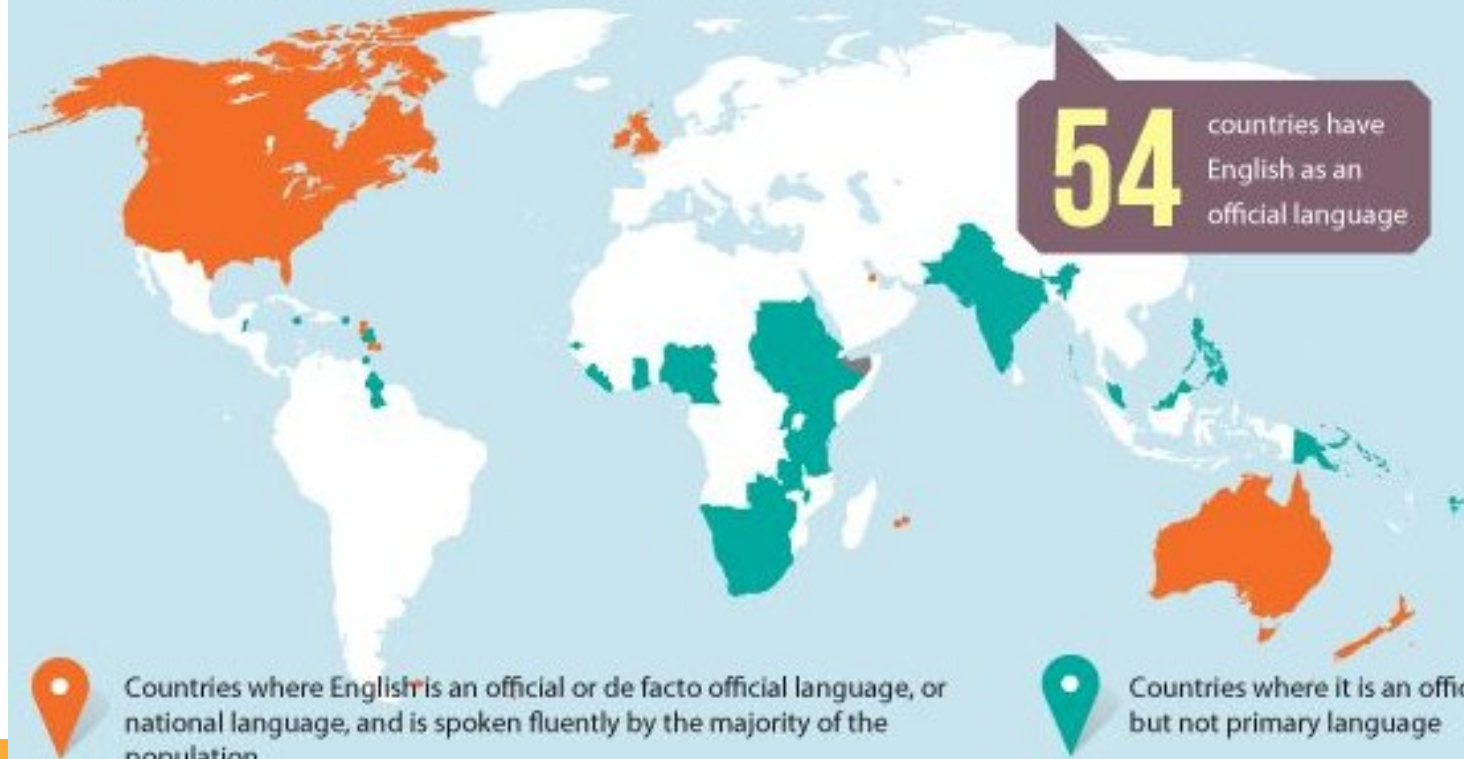 54
countries have
English as an
official language
Countries where English is an official or de facto official language, or
national language, and is spoken fluently by the majority of the
population
Countries where it is an offic
but not primary language